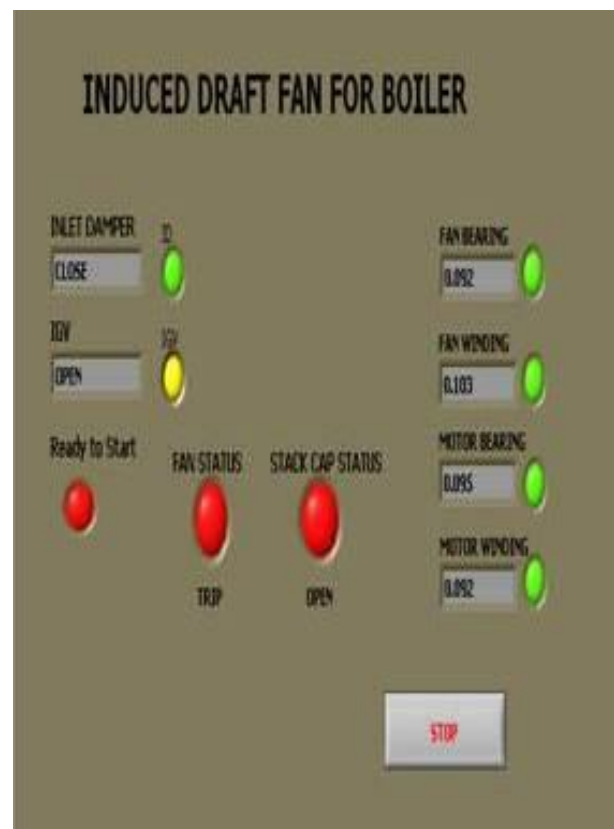 INDUCED DRAFT FAN FOR BOILER
INLET DAMPER
ID
CLOSE
IGV
IGV
OPEN
Ready to Start
FAN STATUS
TRIP
STACK CAP STATUS
OPEN
FAN BEARING
0.092
FAN WINDING
0.103
MOTOR BEARING
0.095
MOTOR WINDING
0.092
STOP